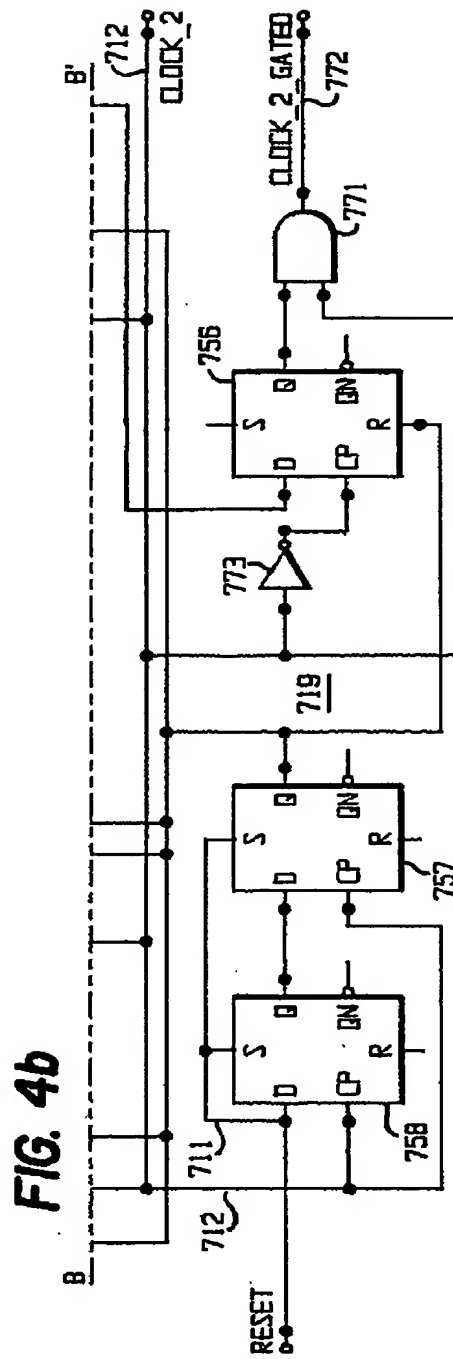 FIG. 4b
B
B'
712
CLOCK_2
CLOCK_2_GATED
772
771
756
S
D
Q
CP
QN
R
773
719
S
D
Q
CP
QN
R
757
S
D
Q
CP
QN
R
758
711
712
RESET